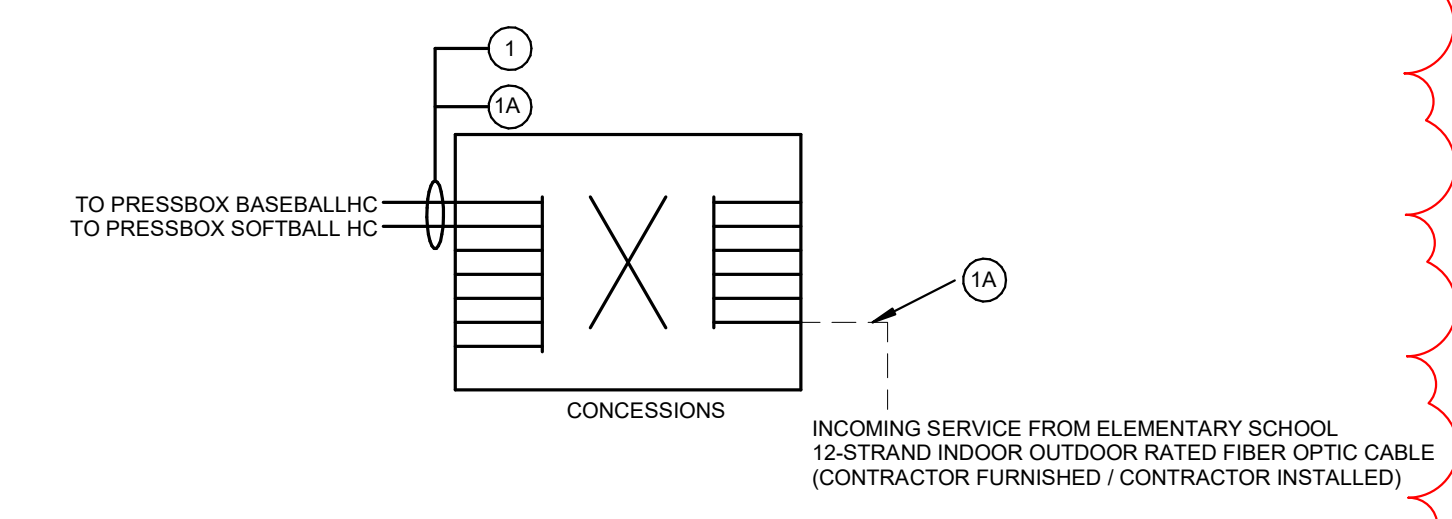 1
1A
TO PRESSBOX BASEBALLHC
TO PRESSBOX SOFTBALL HC
1A
CONCESSIONS
INCOMING SERVICE FROM ELEMENTARY SCHOOL
12-STRAND INDOOR OUTDOOR RATED FIBER OPTIC CABLE
(CONTRACTOR FURNISHED / CONTRACTOR INSTALLED)